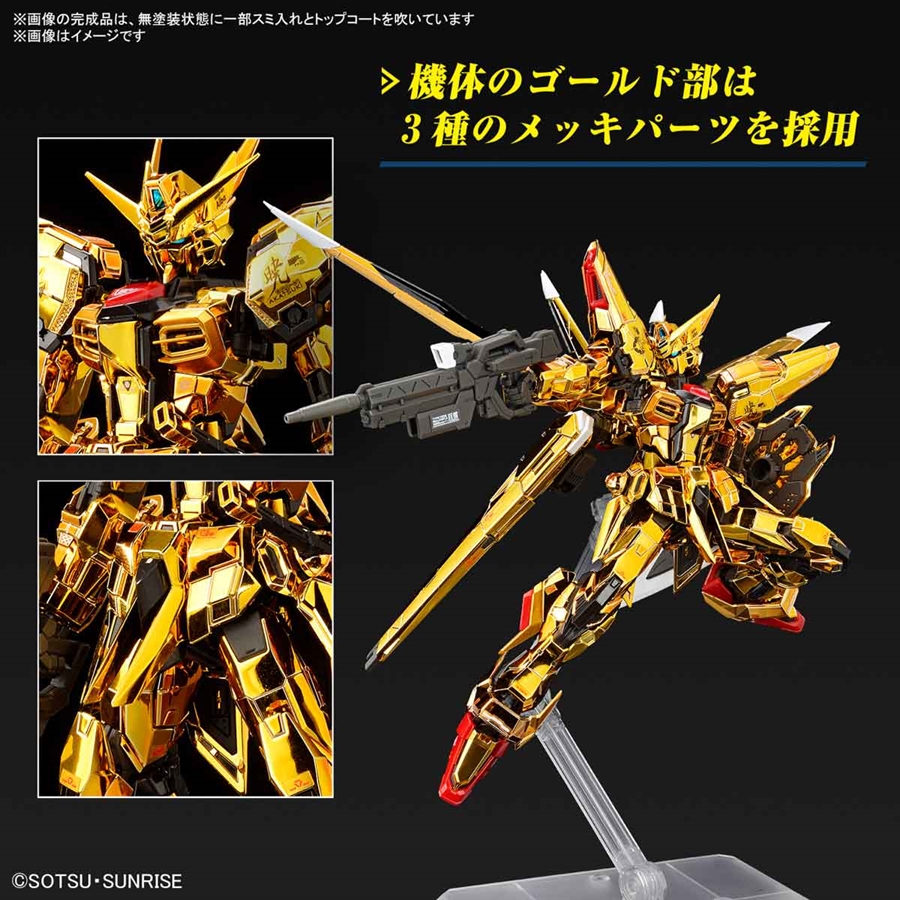 ※画像の完成品は、無塗装状態に一部スミ入れとトップコートを吹いています
※画像はイメージです
機体のゴールド部は
3種のメッキパーツを採用
暁
AKATSUKI
暁
©SOTSU・SUNRISE